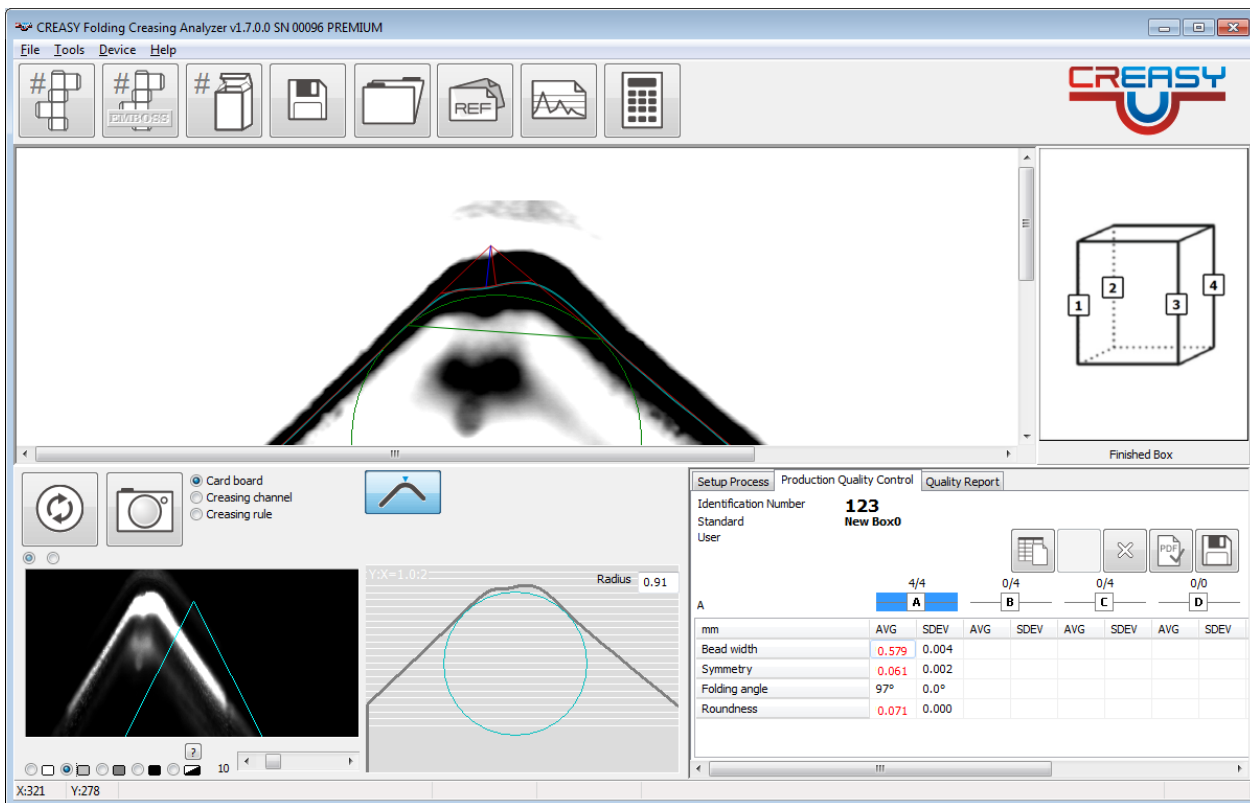 CREASY Folding Creasing Analyzer v1.7.0.0 SN 00096 PREMIUM
File Tools Device Help
# # EMBOSS # REF
CREASY
1
2
3
4
Finished Box
Card board
Creasing channel
Creasing rule
Y:X=1.0:2
Radius 0.91
?
10
Setup Process Production Quality Control Quality Report
Identification Number 123
Standard New Box0
User
PDF
4/4 0/4 0/4 0/0
A A B C D
mm AVG SDEV AVG SDEV AVG SDEV AVG SDEV
Bead width 0.579 0.004
Symmetry 0.061 0.002
Folding angle 97° 0.0°
Roundness 0.071 0.000
X:321 Y:278